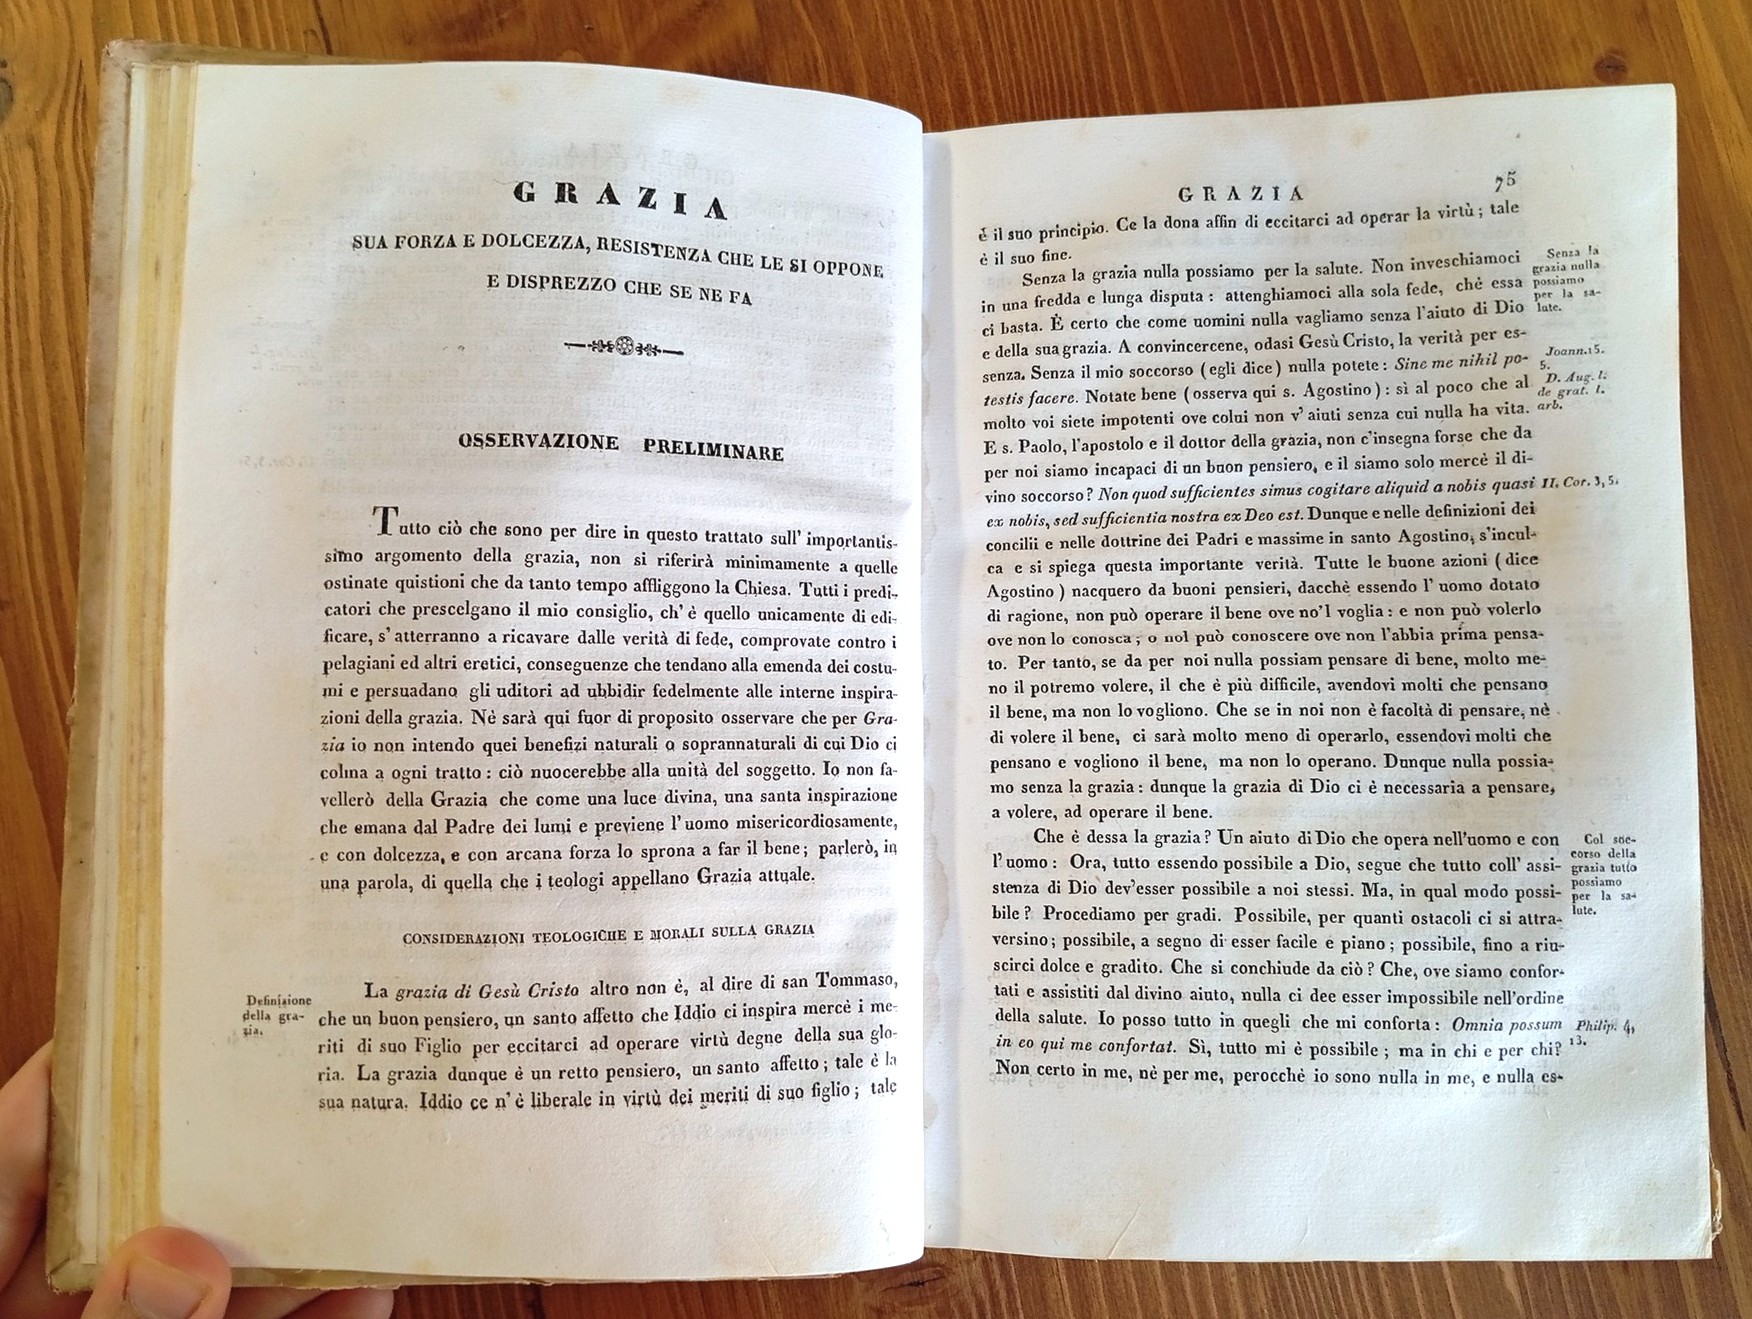 GRAZIA
SUA FORZA E DOLCEZZA, RESISTENZA CHE LE SI OPPONE
E DISPREZZO CHE SE NE FA
OSSERVAZIONE PRELIMINARE
Tutto ciò che sono per dire in questo trattato sull' importantis-
simo argomento della grazia, non si riferirà minimamente a quelle
ostinate quistioni che da tanto tempo affliggono la Chiesa. Tutti i predi-
catori che prescelgano il mio consiglio, ch' è quello unicamente di edi-
ficare, s' atterranno a ricavare dalle verità di fede, comprovate contro i
pelagiani ed altri eretici, conseguenze che tendano alla emenda dei costu-
mi e persuadano gli uditori ad ubbidir fedelmente alle interne inspira-
zioni della grazia. Nè sarà qui fuor di proposito osservare che per Gra-
zia io non intendo quei benefizi naturali o soprannaturali di cui Dio ci
colma a ogni tratto : ciò nuocerebbe alla unità del soggetto. Io non fa-
vellerò della Grazia che come una luce divina, una santa inspirazione
che emana dal Padre dei lumi e previene l' uomo misericordiosamente,
e con dolcezza, e con arcana forza lo sprona a far il bene ; parlerò, in
una parola, di quella che i teologi appellano Grazia attuale.
CONSIDERAZIONI TEOLOGICHE E MORALI SULLA GRAZIA
Definizione
della gra-
zia.
La grazia di Gesù Cristo altro non è, al dire di san Tommaso,
che un buon pensiero, un santo affetto che Iddio ci inspira mercè i me-
riti di suo Figlio per eccitarci ad operare virtù degne della sua glo-
ria. La grazia dunque è un retto pensiero, un santo affetto ; tale è la
sua natura. Iddio ce n' è liberale in virtù dei meriti di suo figlio ; tale
GRAZIA 75
è il suo principio. Ce la dona affin di eccitarci ad operar la virtù ; tale
è il suo fine.
Senza la grazia nulla possiamo per la salute. Non inveschiamoci
in una fredda e lunga disputa : attenghiamoci alla sola fede, chè essa
ci basta. È certo che come uomini nulla vagliamo senza l'aiuto di Dio
e della sua grazia. A convincercene, odasi Gesù Cristo, la verità per es-
senza. Senza il mio soccorso ( egli dice ) nulla potete : Sine me nihil po-
testis facere. Notate bene ( osserva qui s. Agostino ) : sì al poco che al
molto voi siete impotenti ove colui non v' aiuti senza cui nulla ha vita.
E s. Paolo, l'apostolo e il dottor della grazia, non c'insegna forse che da
per noi siamo incapaci di un buon pensiero, e il siamo solo mercè il di-
vino soccorso ? Non quod sufficientes simus cogitare aliquid a nobis quasi
ex nobis, sed sufficientia nostra ex Deo est. Dunque e nelle definizioni dei
concilii e nelle dottrine dei Padri e massime in santo Agostino, s'incul-
ca e si spiega questa importante verità. Tutte le buone azioni ( dice
Agostino ) nacquero da buoni pensieri, dacchè essendo l' uomo dotato
di ragione, non può operare il bene ove no'l voglia : e non può volerlo
ove non lo conosca ; o nol può conoscere ove non l'abbia prima pensa-
to. Per tanto, se da per noi nulla possiam pensare di bene, molto me-
no il potremo volere, il che è più difficile, avendovi molti che pensano
il bene, ma non lo vogliono. Che se in noi non è facoltà di pensare, nè
di volere il bene, ci sarà molto meno di operarlo, essendovi molti che
pensano e vogliono il bene, ma non lo operano. Dunque nulla possia-
mo senza la grazia : dunque la grazia di Dio ci è necessaria a pensare,
a volere, ad operare il bene.
Che è dessa la grazia ? Un aiuto di Dio che opera nell'uomo e con
l' uomo : Ora, tutto essendo possibile a Dio, segue che tutto coll' assi-
stenza di Dio dev'esser possibile a noi stessi. Ma, in qual modo possi-
bile ? Procediamo per gradi. Possibile, per quanti ostacoli ci si attra-
versino ; possibile, a segno di esser facile e piano ; possibile, fino a riu-
scirci dolce e gradito. Che si conchiude da ciò ? Che, ove siamo confor-
tati e assistiti dal divino aiuto, nulla ci dee esser impossibile nell'ordine
della salute. Io posso tutto in quegli che mi conforta : Omnia possum
in eo qui me confortat. Sì, tutto mi è possibile ; ma in chi e per chi ?
Non certo in me, nè per me, perocchè io sono nulla in me, e nulla es-
Senza la
grazia nulla
possiamo
per la sa-
lute.
Joann. 15.
5.
D. Aug. l.
de grat. l.
arb.
II. Cor. 3, 5.
Col soc-
corso della
grazia tutto
possiamo
per la sa-
lute.
Philip. 4,
13.